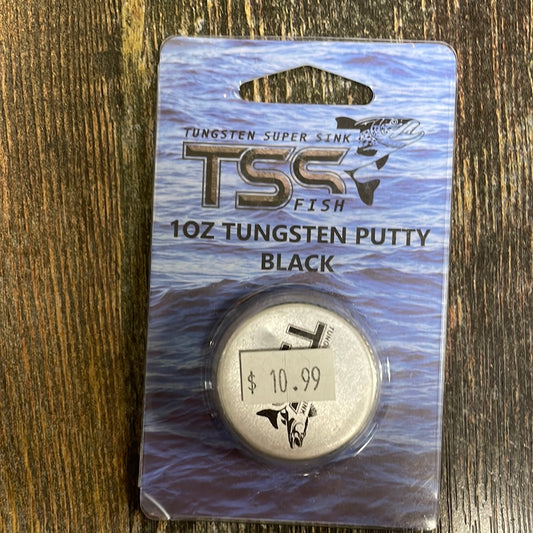 TUNGSTEN SUPER SINK
TSS
FISH
1OZ TUNGSTEN PUTTY
BLACK
$ 10.99